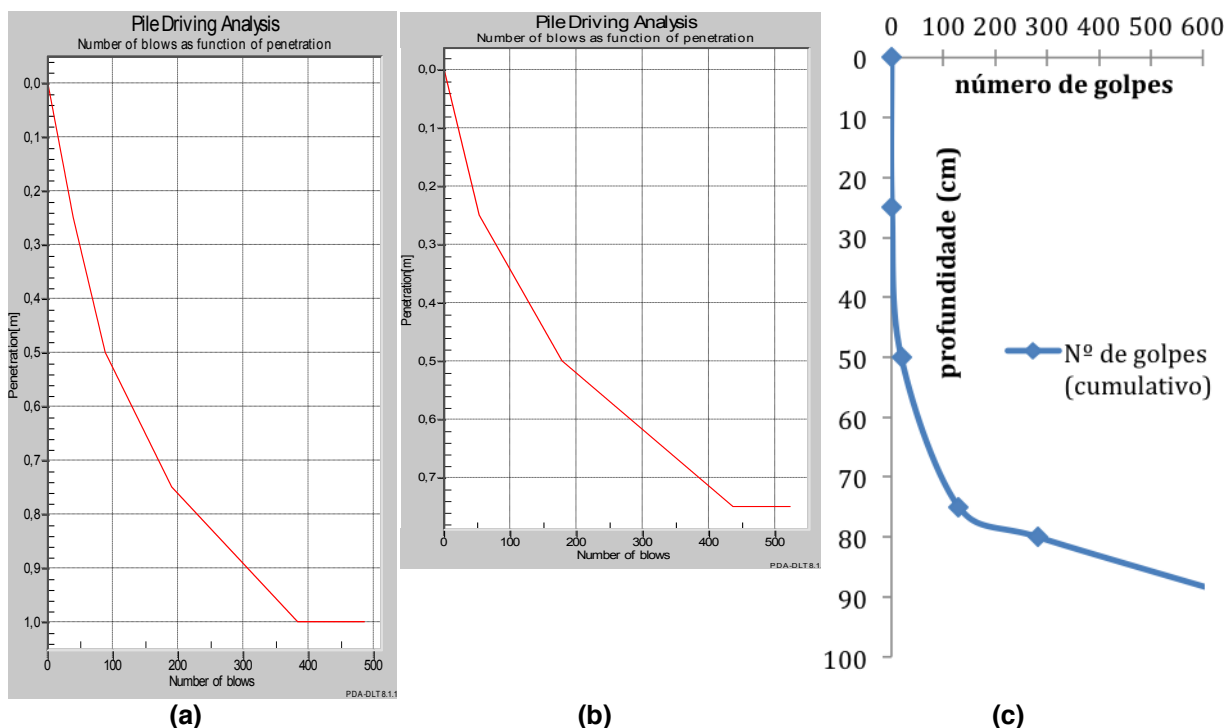 Pile Driving Analysis
Number of blows as function of penetration
0,0
0,1
0,2
0,3
0,4
0,5
0,6
0,7
0,8
0,9
1,0
Penetration[m]
0 100 200 300 400 500
Number of blows
PDA-DLT 8.1.1
(a)
Pile Driving Analysis
Number of blows as function of penetration
0,0
0,1
0,2
0,3
0,4
0,5
0,6
0,7
Penetration[m]
0 100 200 300 400 500
Number of blows
PDA-DLT 8.1
(b)
0 100 200 300 400 500 600
número de golpes
0
10
20
30
40
50
60
70
80
90
100
profundidade (cm)
Nº de golpes
(cumulativo)
(c)